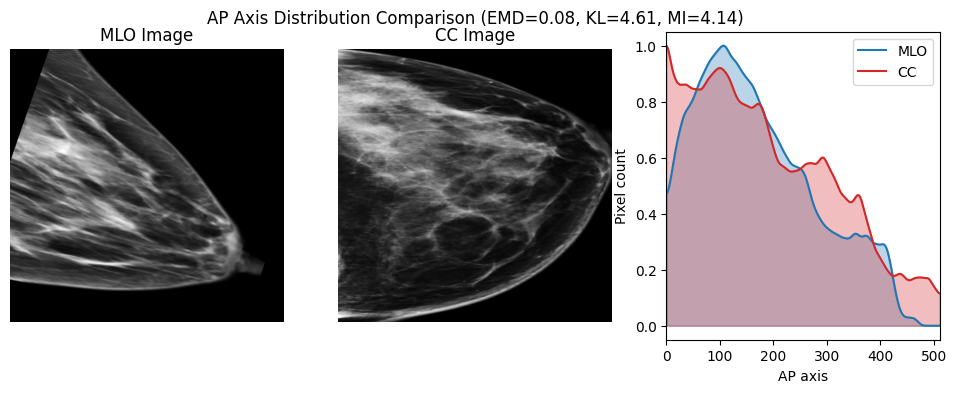 AP Axis Distribution Comparison (EMD=0.08, KL=4.61, MI=4.14)
MLO Image
CC Image
MLO
CC
Pixel count
1.0
0.8
0.6
0.4
0.2
0.0
0 100 200 300 400 500
AP axis